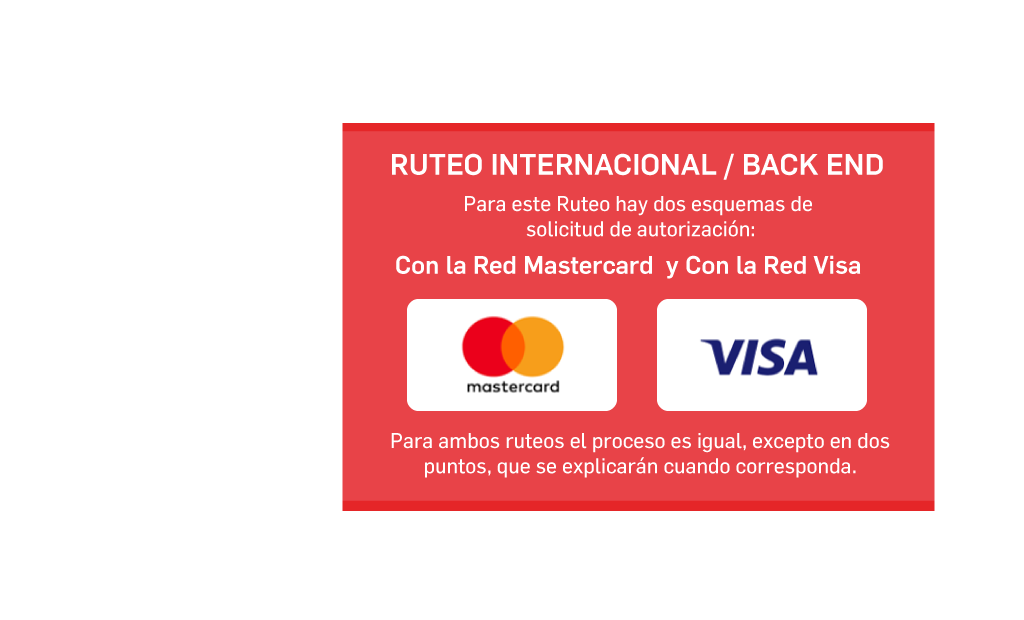 RUTEO INTERNACIONAL / BACK END
Para este Ruteo hay dos esquemas de
solicitud de autorización:
Con la Red Mastercard y Con la Red Visa
mastercard
VISA
Para ambos ruteos el proceso es igual, excepto en dos
puntos, que se explicarán cuando corresponda.